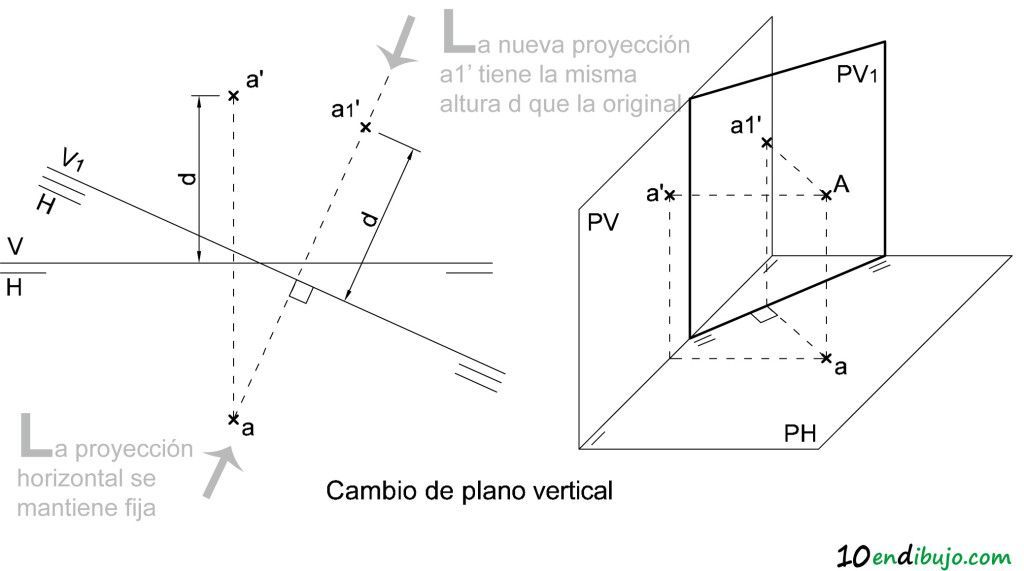 La nueva proyección
a1' tiene la misma
altura d que la original
a'
a1'
d
d
V1
H
V
H
a
La proyección
horizontal se
mantiene fija
PV1
a1'
a'
A
PV
a
PH
Cambio de plano vertical
10endibujo.com